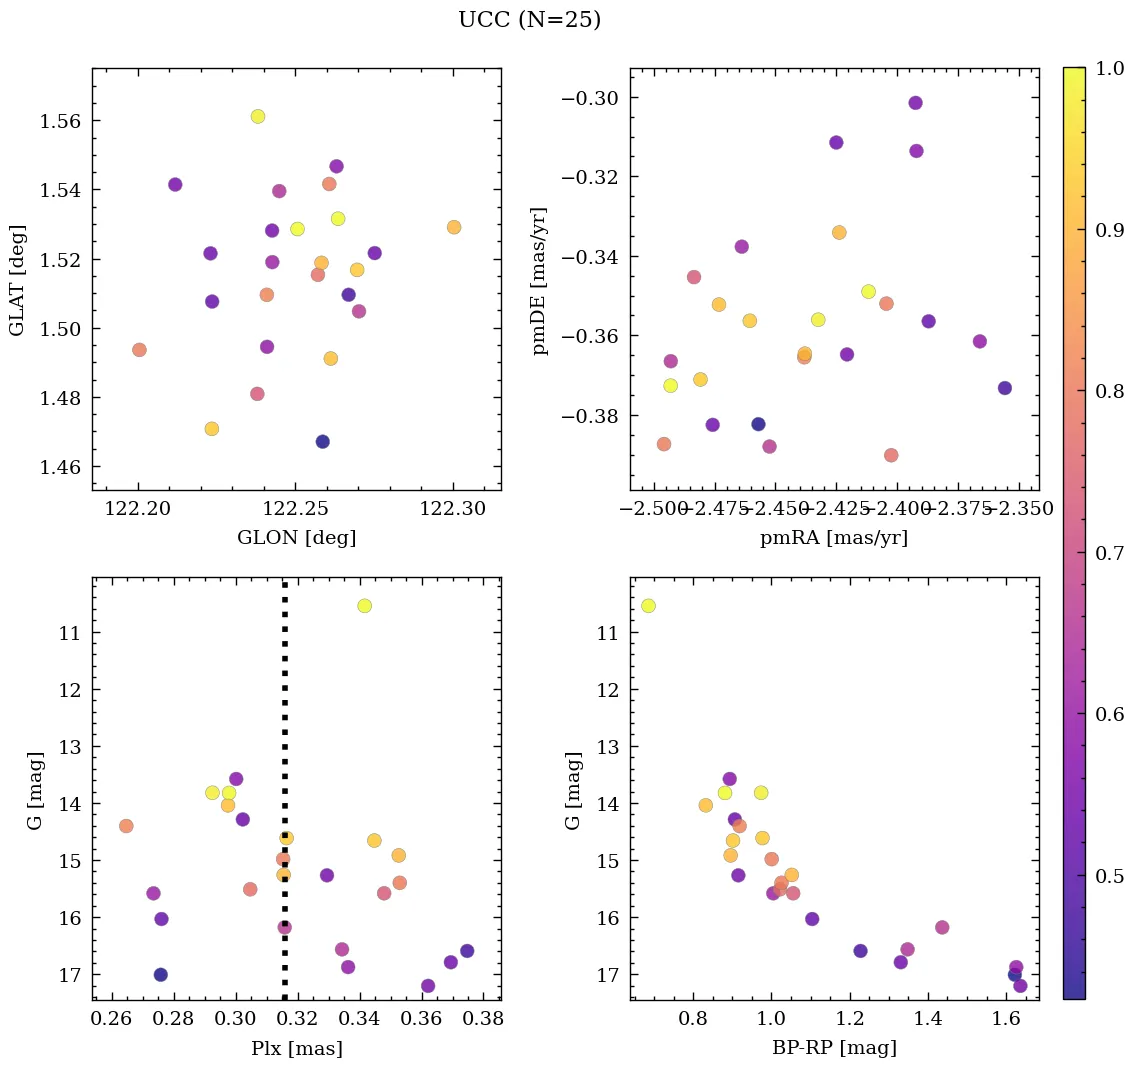 UCC (N=25)
1.56
1.54
1.52
1.50
1.48
1.46
GLAT [deg]
122.20 122.25 122.30
GLON [deg]
−0.30
−0.32
−0.34
−0.36
−0.38
pmDE [mas/yr]
−2.500 −2.475 −2.450 −2.425 −2.400 −2.375 −2.350
pmRA [mas/yr]
1.0
0.9
0.8
0.7
0.6
0.5
11
12
13
14
15
16
17
G [mag]
0.26 0.28 0.30 0.32 0.34 0.36 0.38
Plx [mas]
11
12
13
14
15
16
17
G [mag]
0.8 1.0 1.2 1.4 1.6
BP-RP [mag]